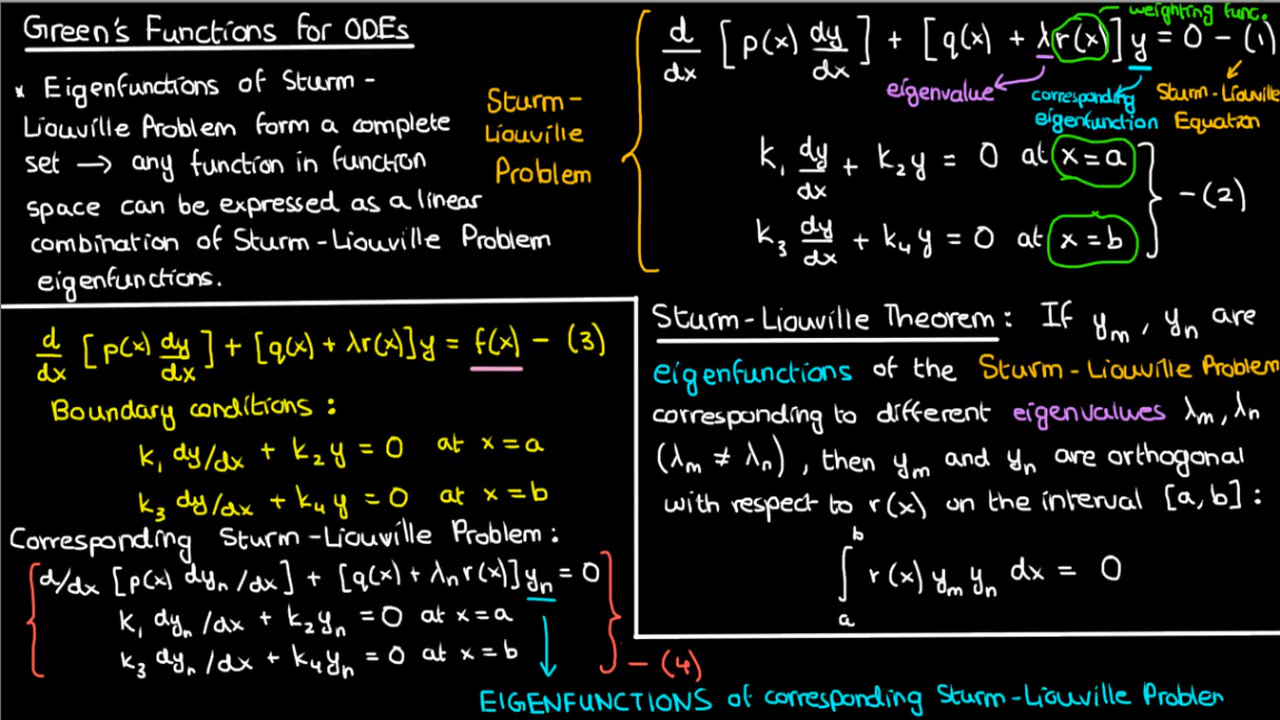 Green's Functions for ODEs
* Eigenfunctions of Sturm-
Liouville Problem form a complete
set → any function in function
space can be expressed as a linear
combination of Sturm-Liouville Problem
eigenfunctions.
Sturm-
Liouville
Problem
d/dx [p(x) dy/dx] + [q(x) + λr(x)]y = 0 - (1)
weighting func.
eigenvalue
corresponding
eigenfunction
Sturm-Liouville
Equation
k₁ dy/dx + k₂y = 0 at x=a
k₃ dy/dx + k₄y = 0 at x=b
-(2)
d/dx [p(x) dy/dx] + [q(x) + λr(x)]y = f(x) - (3)
Boundary conditions:
k₁ dy/dx + k₂y = 0 at x=a
k₃ dy/dx + k₄y = 0 at x=b
Corresponding Sturm-Liouville Problem:
d/dx [p(x) dyₙ/dx] + [q(x) + λₙr(x)]yₙ = 0
k₁ dyₙ/dx + k₂yₙ = 0 at x=a
k₃ dyₙ/dx + k₄yₙ = 0 at x=b
-(4)
EIGENFUNCTIONS of corresponding Sturm-Liouville Problem
Sturm-Liouville Theorem: If yₘ, yₙ are
eigenfunctions of the Sturm-Liouville Problem
corresponding to different eigenvalues λₘ, λₙ
(λₘ ≠ λₙ), then yₘ and yₙ are orthogonal
with respect to r(x) on the interval [a,b]:
∫ₐᵇ r(x) yₘ yₙ dx = 0